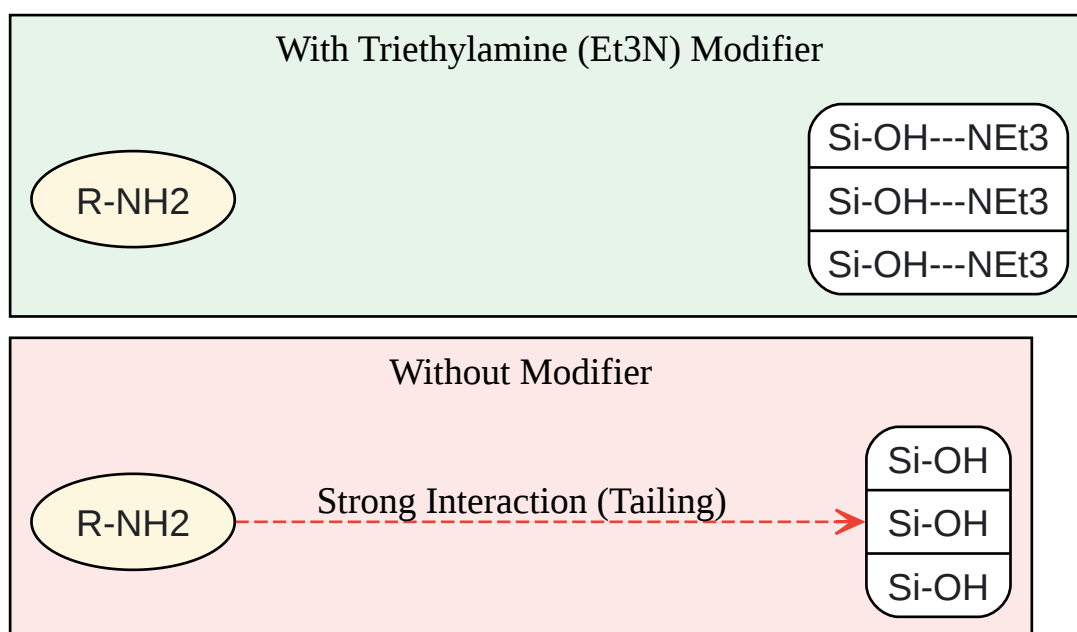 With Triethylamine (Et3N) Modifier
R-NH2
Si-OH---NEt3
Si-OH---NEt3
Si-OH---NEt3
Without Modifier
R-NH2
Strong Interaction (Tailing)
Si-OH
Si-OH
Si-OH